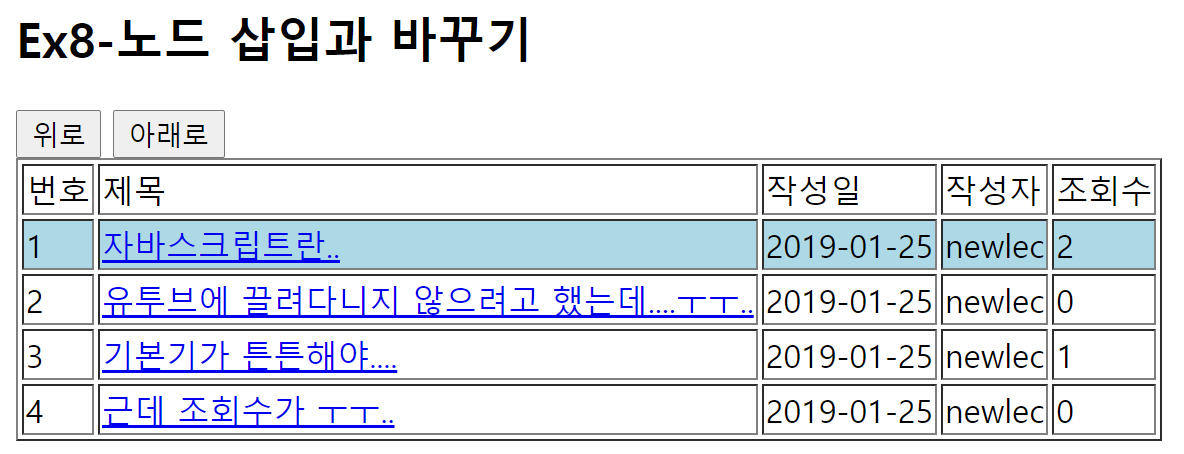 Ex8-노드 삽입과 바꾸기
위로 아래로
번호 제목 작성일 작성자 조회수
1 자바스크립트란.. 2019-01-25 newlec 2
2 유투브에 끌려다니지 않으려고 했는데....ㅜㅜ.. 2019-01-25 newlec 0
3 기본기가 튼튼해야.... 2019-01-25 newlec 1
4 근데 조회수가 ㅜㅜ.. 2019-01-25 newlec 0